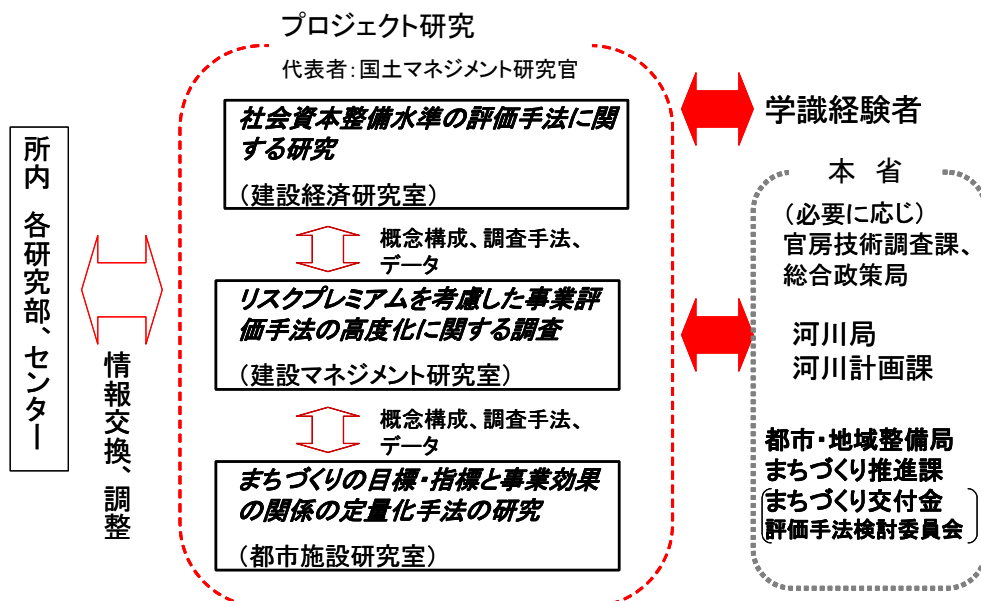 プロジェクト研究
代表者：国土マネジメント研究官
社会資本整備水準の評価手法に関
する研究
（建設経済研究室）
概念構成、調査手法、
データ
リスクプレミアムを考慮した事業評
価手法の高度化に関する調査
（建設マネジメント研究室）
概念構成、調査手法、
データ
まちづくりの目標・指標と事業効果
の関係の定量化手法の研究
（都市施設研究室）
所内 各研究部、センター
情報交換、調整
学識経験者
本 省
（必要に応じ）
官房技術調査課、
総合政策局
河川局
河川計画課
都市・地域整備局
まちづくり推進課
まちづくり交付金
評価手法検討委員会